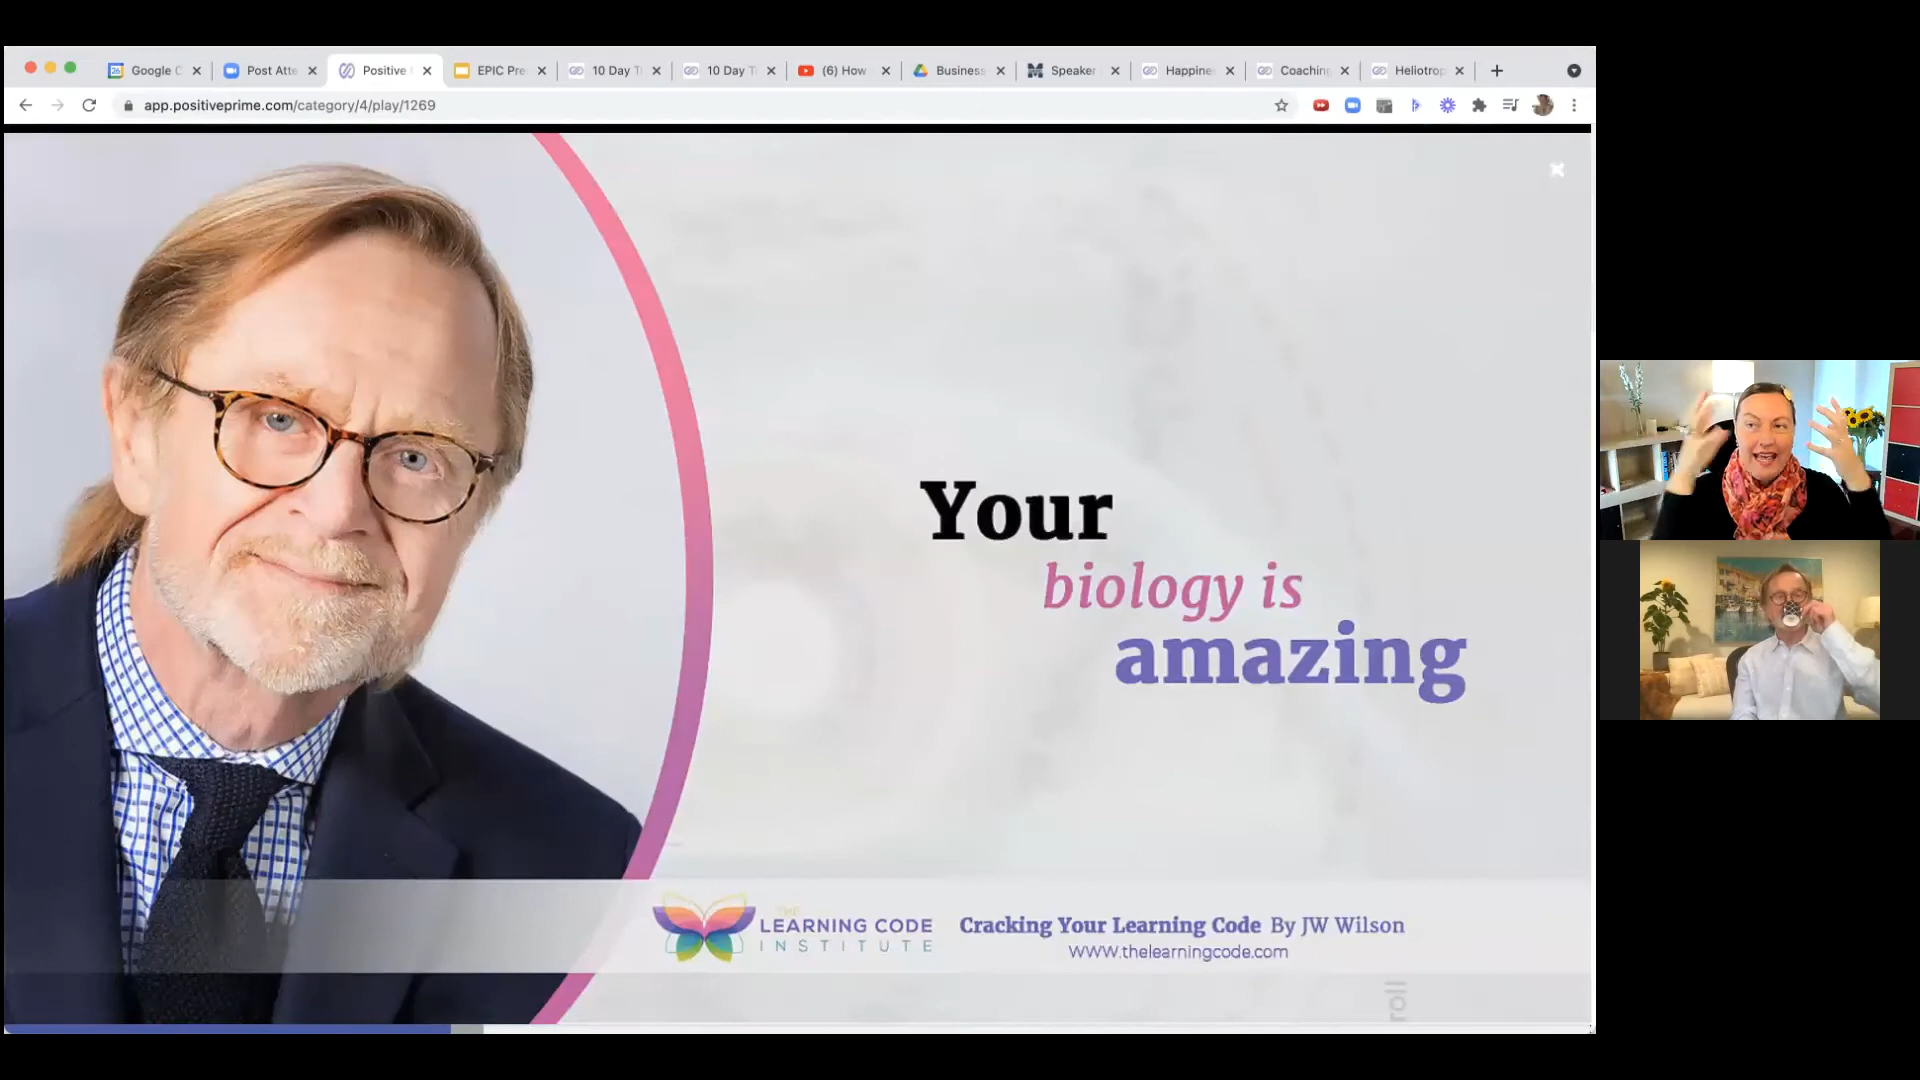 Google C
Post Atte
Positive
EPIC Pre
10 Day T
10 Day T
(6) How
Business
Speaker
Happine
Coaching
Heliotrop
app.positiveprime.com/category/4/play/1269
Your
biology is
amazing
THE
LEARNING CODE
INSTITUTE
Cracking Your Learning Code By JW Wilson
WWW.thelearningcode.com
roll